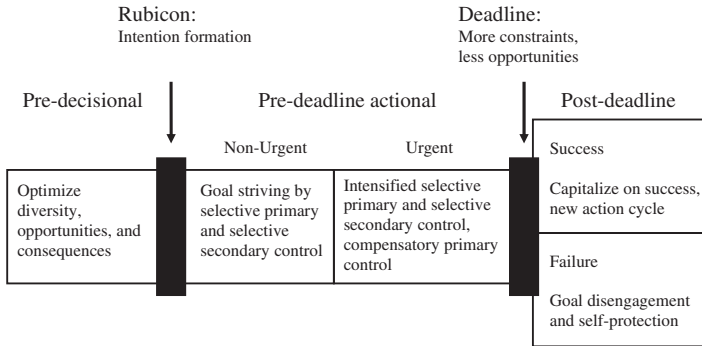 Rubicon:
Intention formation
Deadline:
More constraints,
less opportunities
Pre-decisional
Pre-deadline actional
Post-deadline
Non-Urgent
Urgent
Optimize
diversity,
opportunities, and
consequences
Goal striving by
selective primary
and selective
secondary control
Intensified selective
primary and selective
secondary control,
compensatory primary
control
Success
Capitalize on success,
new action cycle
Failure
Goal disengagement
and self-protection